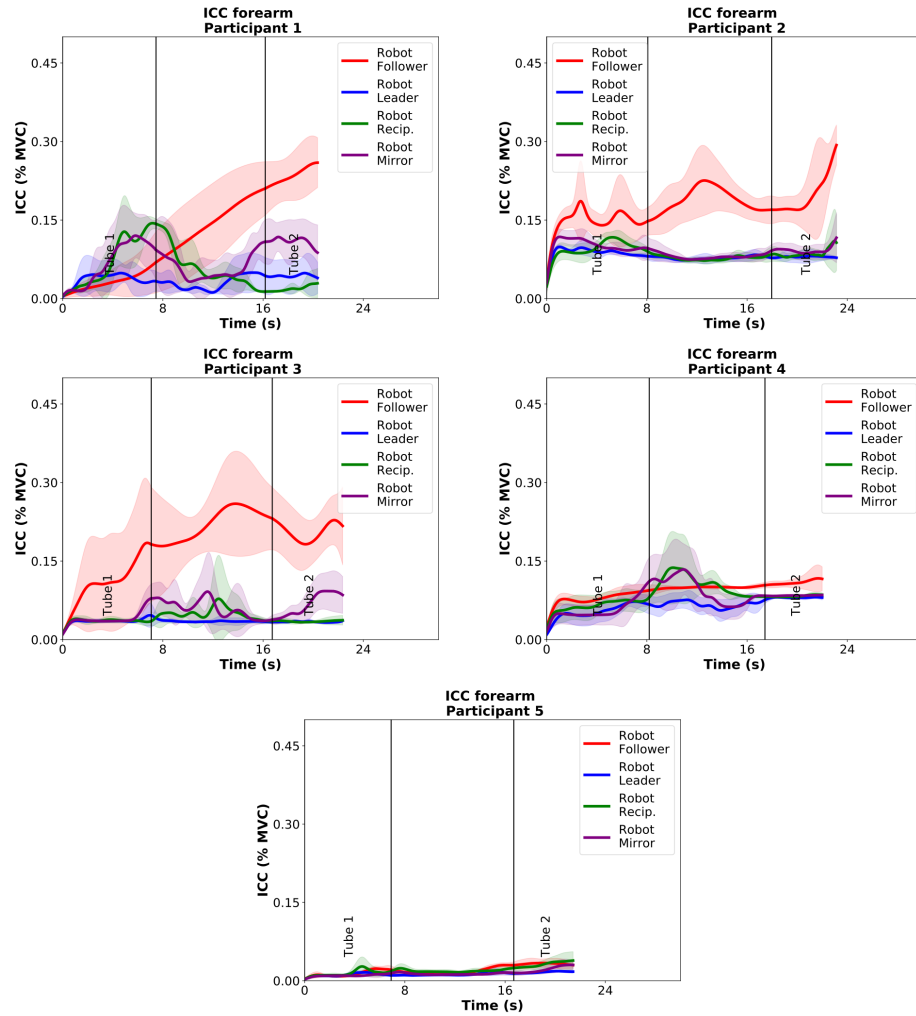 ICC forearm
Participant 1
ICC (% MVC)
0.45
0.30
0.15
0.00
Robot
Follower
Robot
Leader
Robot
Recip.
Robot
Mirror
Tube 1
Tube 2
0
8
16
24
Time (s)
ICC forearm
Participant 2
ICC (% MVC)
0.45
0.30
0.15
0.00
Robot
Follower
Robot
Leader
Robot
Recip.
Robot
Mirror
Tube 1
Tube 2
0
8
16
24
Time (s)
ICC forearm
Participant 3
ICC (% MVC)
0.45
0.30
0.15
0.00
Robot
Follower
Robot
Leader
Robot
Recip.
Robot
Mirror
Tube 1
Tube 2
0
8
16
24
Time (s)
ICC forearm
Participant 4
ICC (% MVC)
0.45
0.30
0.15
0.00
Robot
Follower
Robot
Leader
Robot
Recip.
Robot
Mirror
Tube 1
Tube 2
0
8
16
24
Time (s)
ICC forearm
Participant 5
ICC (% MVC)
0.45
0.30
0.15
0.00
Robot
Follower
Robot
Leader
Robot
Recip.
Robot
Mirror
Tube 1
Tube 2
0
8
16
24
Time (s)